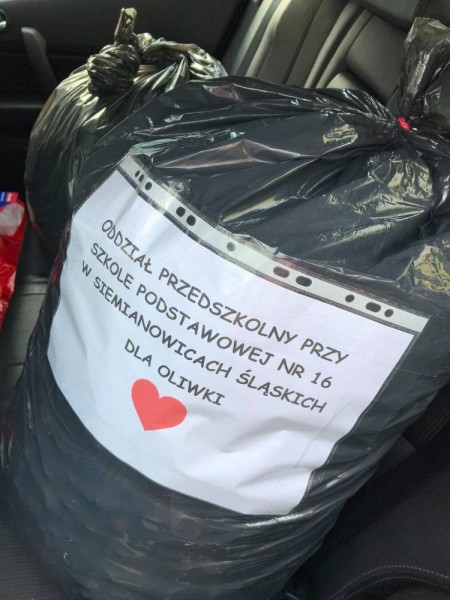 ODDZIAŁ PRZEDSZKOLNY PRZY
SZKOLE PODSTAWOWEJ NR 16
W SIEMIANOWICACH ŚLĄSKICH
DLA OLIWKI